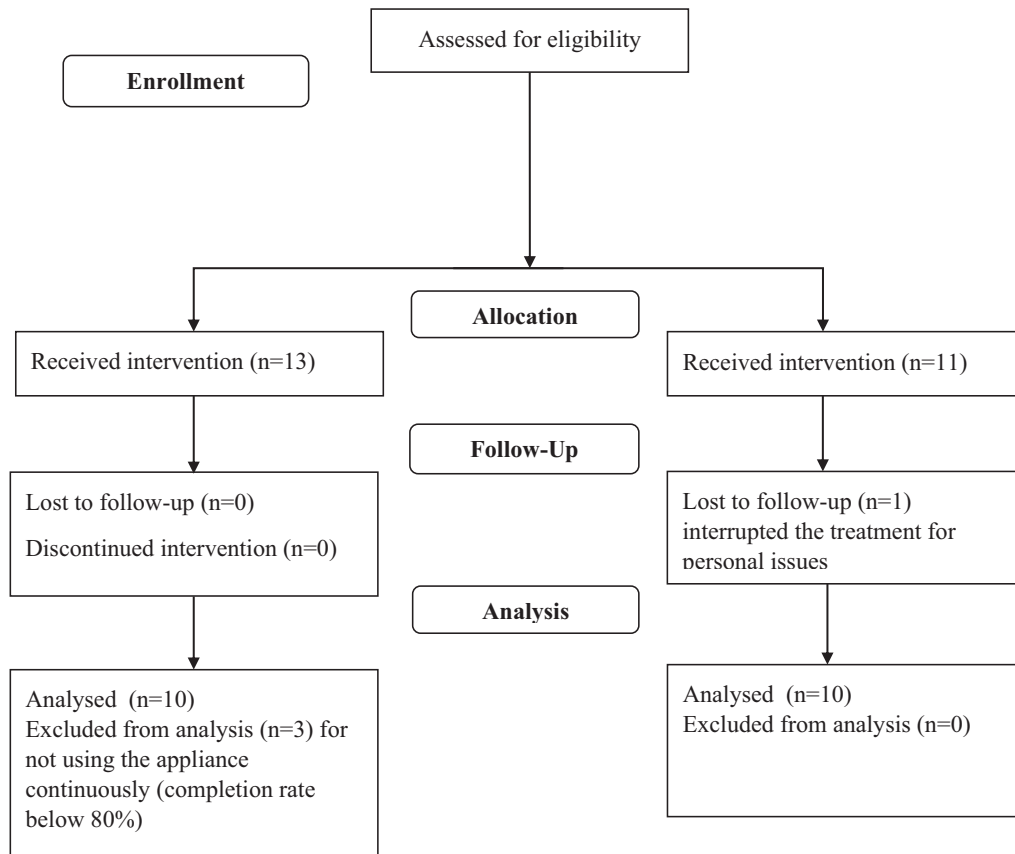 Assessed for eligibility
Enrollment
Allocation
Received intervention (n=13)
Received intervention (n=11)
Follow-Up
Lost to follow-up (n=0)
Discontinued intervention (n=0)
Lost to follow-up (n=1)
interrupted the treatment for
personal issues
Analysis
Analysed  (n=10)
Excluded from analysis (n=3) for
not using the appliance
continuously (completion rate
below 80%)
Analysed  (n=10)
Excluded from analysis (n=0)